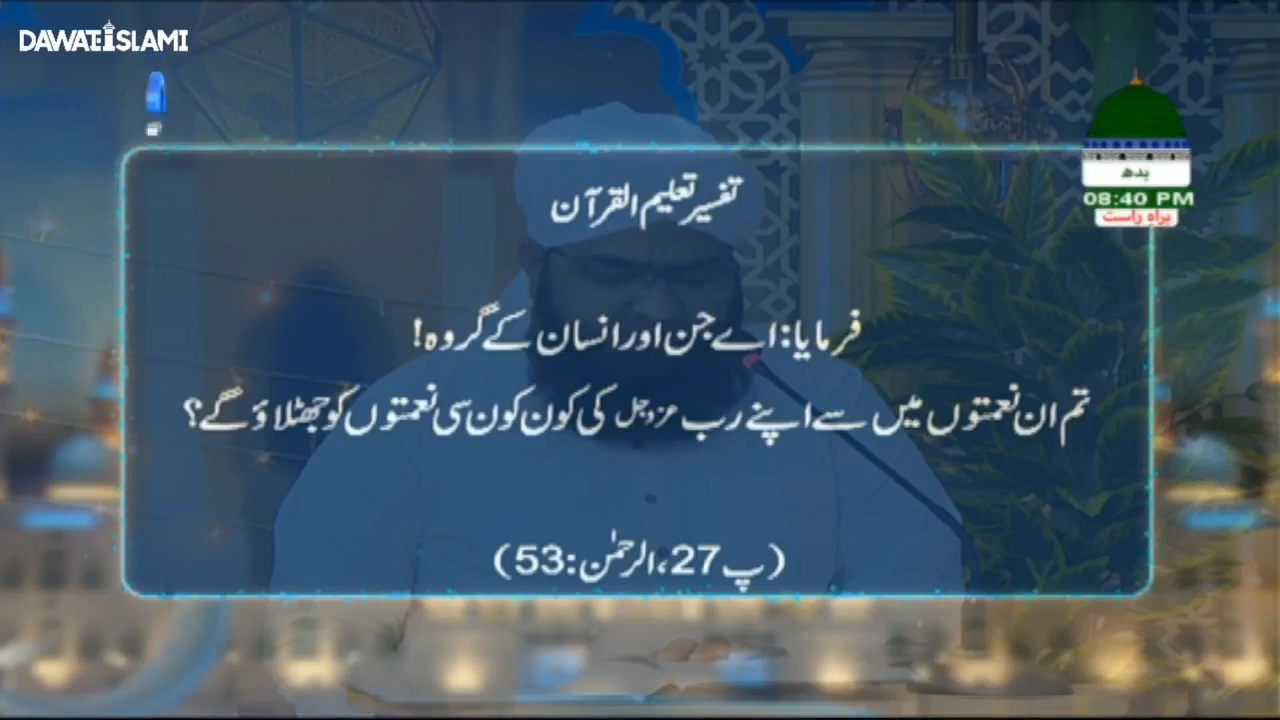 DAWATEISLAMI
بدھ
08:40 PM
براہ راست
تفسیر تعلیم القرآن
فرمایا: اے جن اور انسان کے گروہ!
تم ان نعمتوں میں سے اپنے رب عزوجل کی کون کون سی نعمتوں کو جھٹلاؤ گے؟
(پ27،الرحمٰن:53)